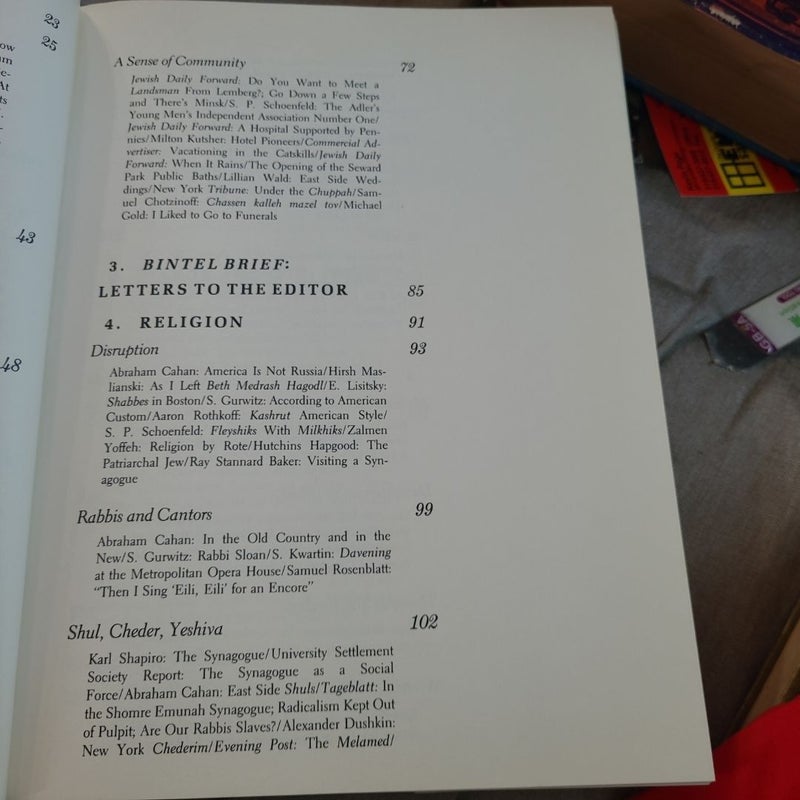 23
25
ow
m
e-
At
ts
43
48
A Sense of Community 72
Jewish Daily Forward: Do You Want to Meet a
Landsman From Lemberg?; Go Down a Few Steps
and There's Minsk/S. P. Schoenfeld: The Adler's
Young Men's Independent Association Number One/
Jewish Daily Forward: A Hospital Supported by Pen-
nies/Milton Kutsher: Hotel Pioneers/Commercial Ad-
vertiser: Vacationing in the Catskills/Jewish Daily
Forward: When It Rains/The Opening of the Seward
Park Public Baths/Lillian Wald: East Side Wed-
dings/New York Tribune: Under the Chuppah/Sam-
uel Chotzinoff: Chassen kalleh mazel tov/Michael
Gold: I Liked to Go to Funerals
3. BINTEL BRIEF:
LETTERS TO THE EDITOR 85
4. RELIGION 91
Disruption 93
Abraham Cahan: America Is Not Russia/Hirsh Mas-
lianski: As I Left Beth Medrash Hagodl/E. Lisitsky:
Shabbes in Boston/S. Gurwitz: According to American
Custom/Aaron Rothkoff: Kashrut American Style/
S. P. Schoenfeld: Fleyshiks With Milkhiks/Zalmen
Yoffeh: Religion by Rote/Hutchins Hapgood: The
Patriarchal Jew/Ray Stannard Baker: Visiting a Syn-
agogue
Rabbis and Cantors 99
Abraham Cahan: In the Old Country and in the
New/S. Gurwitz: Rabbi Sloan/S. Kwartin: Davening
at the Metropolitan Opera House/Samuel Rosenblatt:
"Then I Sing 'Eili, Eili' for an Encore"
Shul, Cheder, Yeshiva 102
Karl Shapiro: The Synagogue/University Settlement
Society Report: The Synagogue as a Social
Force/Abraham Cahan: East Side Shuls/Tageblatt: In
the Shomre Emunah Synagogue; Radicalism Kept Out
of Pulpit; Are Our Rabbis Slaves?/Alexander Dushkin:
New York Chederim/Evening Post: The Melamed/